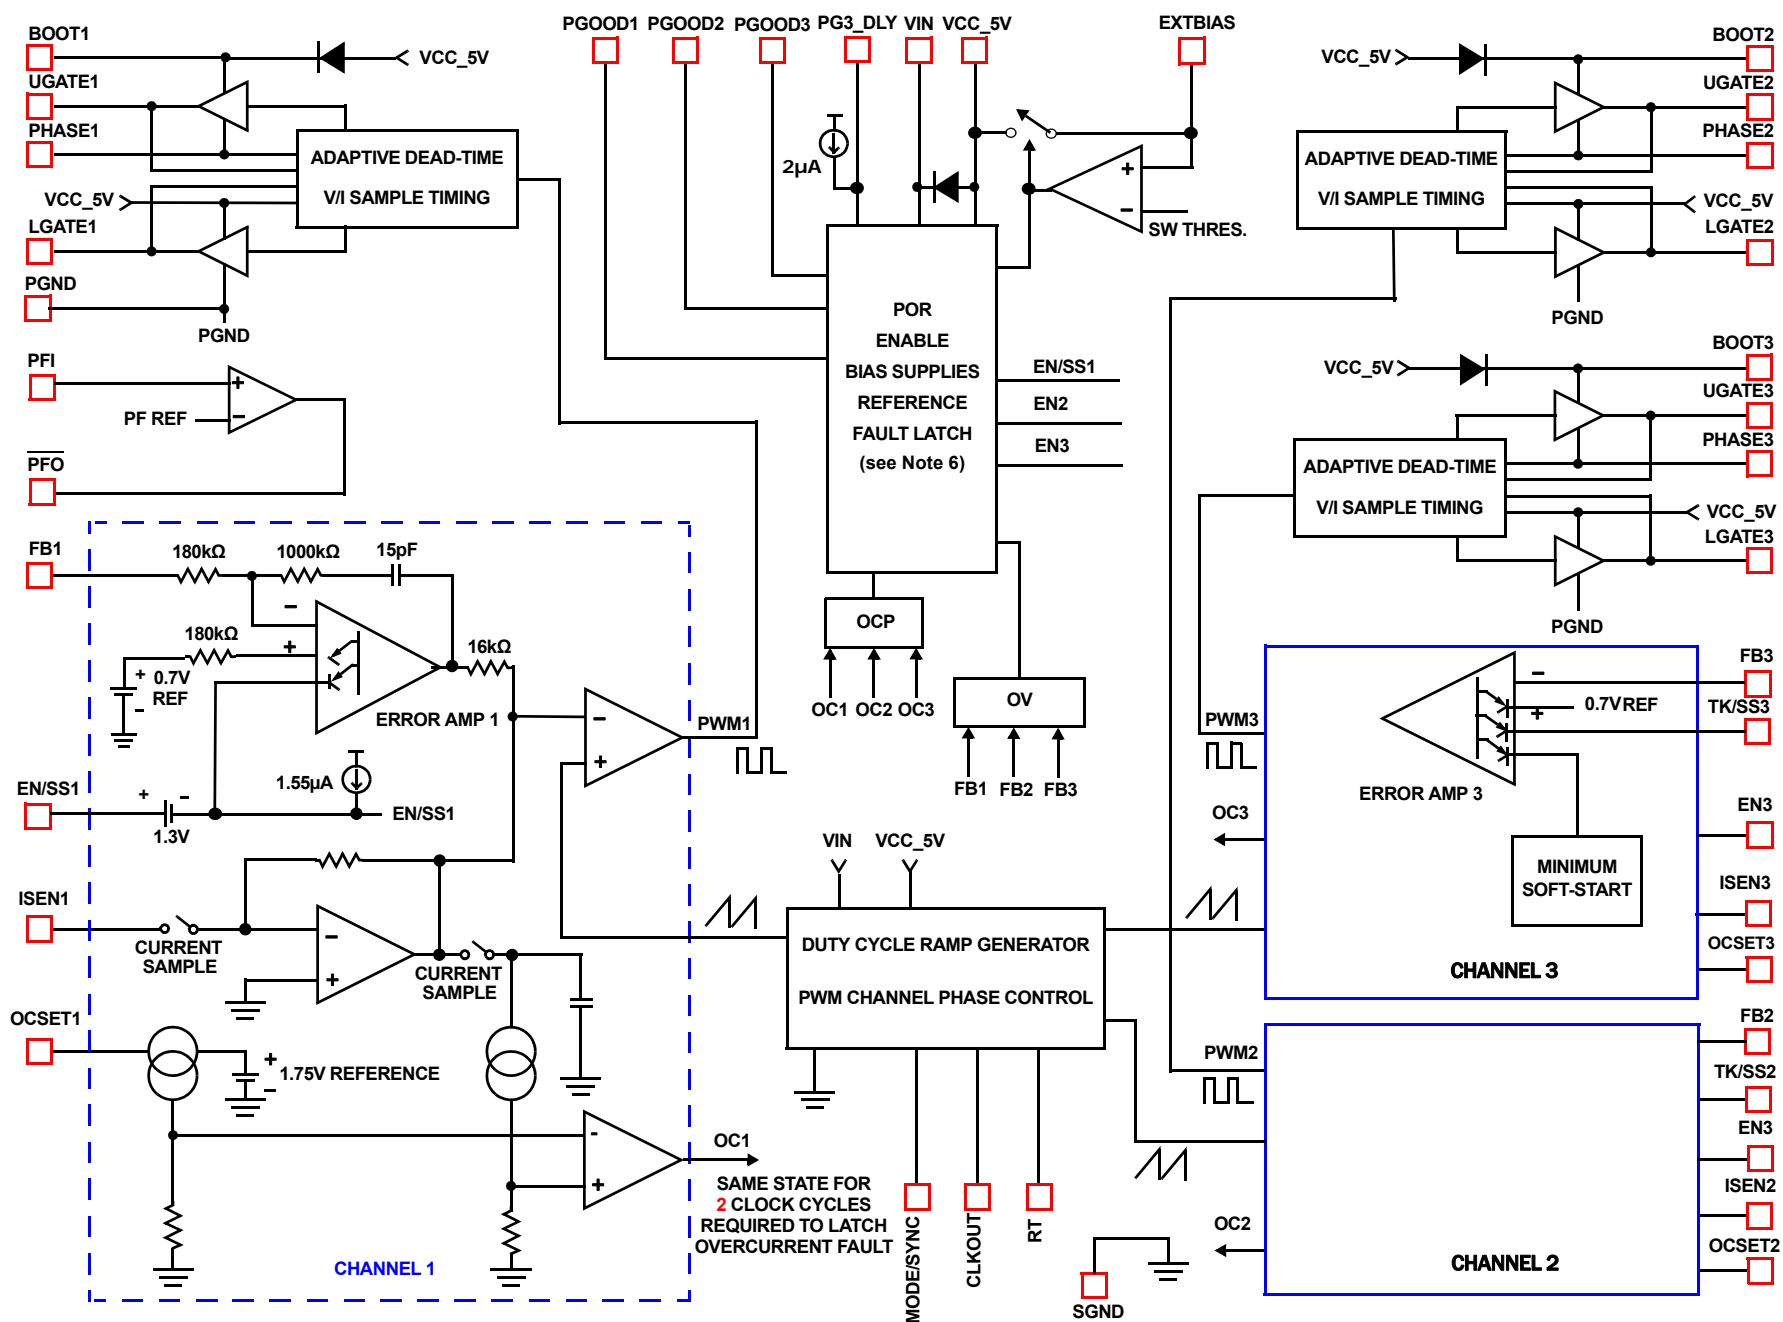 BOOT1
VCC_5V
UGATE1
PHASE1
ADAPTIVE DEAD-TIME
V/I SAMPLE TIMING
VCC_5V
LGATE1
PGND
PGND
PFI
PF REF
PFO
PGOOD1
PGOOD2
PGOOD3
PG3_DLY
VIN
VCC_5V
EXTBIAS
2µA
+
−
SW THRES.
POR
ENABLE
BIAS SUPPLIES
REFERENCE
FAULT LATCH
(see Note 6)
EN/SS1
EN2
EN3
OCP
OC1
OC2
OC3
OV
FB1
FB2
FB3
BOOT2
VCC_5V
UGATE2
PHASE2
ADAPTIVE DEAD-TIME
V/I SAMPLE TIMING
VCC_5V
LGATE2
PGND
BOOT3
VCC_5V
UGATE3
PHASE3
ADAPTIVE DEAD-TIME
V/I SAMPLE TIMING
VCC_5V
LGATE3
PGND
+
−
FB1
180kΩ
1000kΩ
15pF
−
180kΩ
+
16kΩ
+
0.7V
REF
−
ERROR AMP 1
−
+
PWM1
1.55µA
EN/SS1
+
−
1.3V
EN/SS1
ISEN1
CURRENT
SAMPLE
−
+
CURRENT
SAMPLE
OCSET1
+
1.75V REFERENCE
−
-
+
OC1
SAME STATE FOR
2 CLOCK CYCLES
REQUIRED TO LATCH
OVERCURRENT FAULT
CHANNEL 1
VIN
VCC_5V
DUTY CYCLE RAMP GENERATOR
PWM CHANNEL PHASE CONTROL
MODE/SYNC
CLKOUT
RT
SGND
PWM3
OC3
−
0.7V REF
+
ERROR AMP 3
MINIMUM
SOFT-START
CHANNEL 3
FB3
TK/SS3
EN3
ISEN3
OCSET3
PWM2
OC2
CHANNEL 2
FB2
TK/SS2
EN3
ISEN2
OCSET2